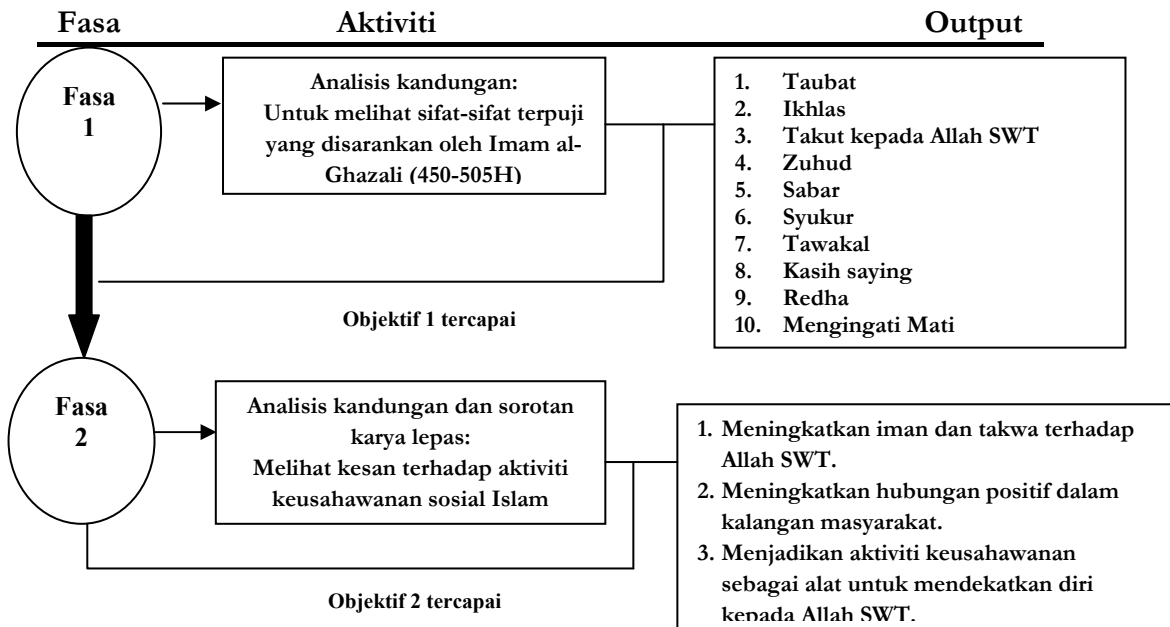 Fasa Aktiviti Output
Fasa
1
Analisis kandungan:
Untuk melihat sifat-sifat terpuji
yang disarankan oleh Imam al-
Ghazali (450-505H)
1. Taubat
2. Ikhlas
3. Takut kepada Allah SWT
4. Zuhud
5. Sabar
6. Syukur
7. Tawakal
8. Kasih saying
9. Redha
10. Mengingati Mati
Objektif 1 tercapai
Fasa
2
Analisis kandungan dan sorotan
karya lepas:
Melihat kesan terhadap aktiviti
keusahawanan sosial Islam
1. Meningkatkan iman dan takwa terhadap
Allah SWT.
2. Meningkatkan hubungan positif dalam
kalangan masyarakat.
3. Menjadikan aktiviti keusahawanan
sebagai alat untuk mendekatkan diri
kepada Allah SWT.
Objektif 2 tercapai